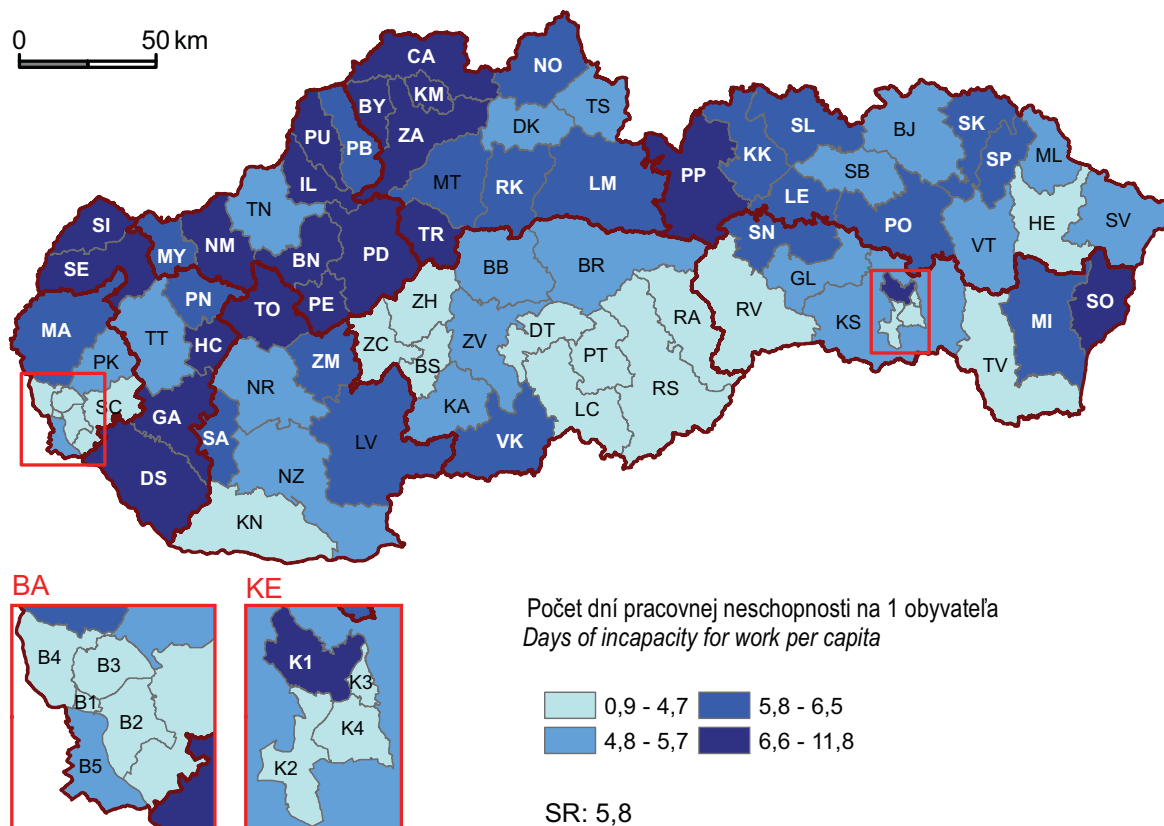 0 50 km
CA
NO
BY
KM
TS
PU
PB
ZA
DK
SL
BJ
SK
KK
SP
ML
IL
MT
RK
LM
PP
SB
LE
TN
SI
NM
TR
PO
HE
SV
SE
MY
BN
PD
SN
VT
BB
BR
GL
PN
TO
PE
ZH
RV
KS
SO
MA
TT
HC
ZM
ZC
DT
RA
MI
PK
BS
ZV
PT
TV
SC
NR
KA
RS
GA
SA
LC
LV
VK
DS
NZ
KN
BA
KE
B4
B3
B1
B2
B5
K1
K3
K4
K2
Počet dní pracovnej neschopnosti na 1 obyvateľa
Days of incapacity for work per capita
0,9 - 4,7
5,8 - 6,5
4,8 - 5,7
6,6 - 11,8
SR: 5,8